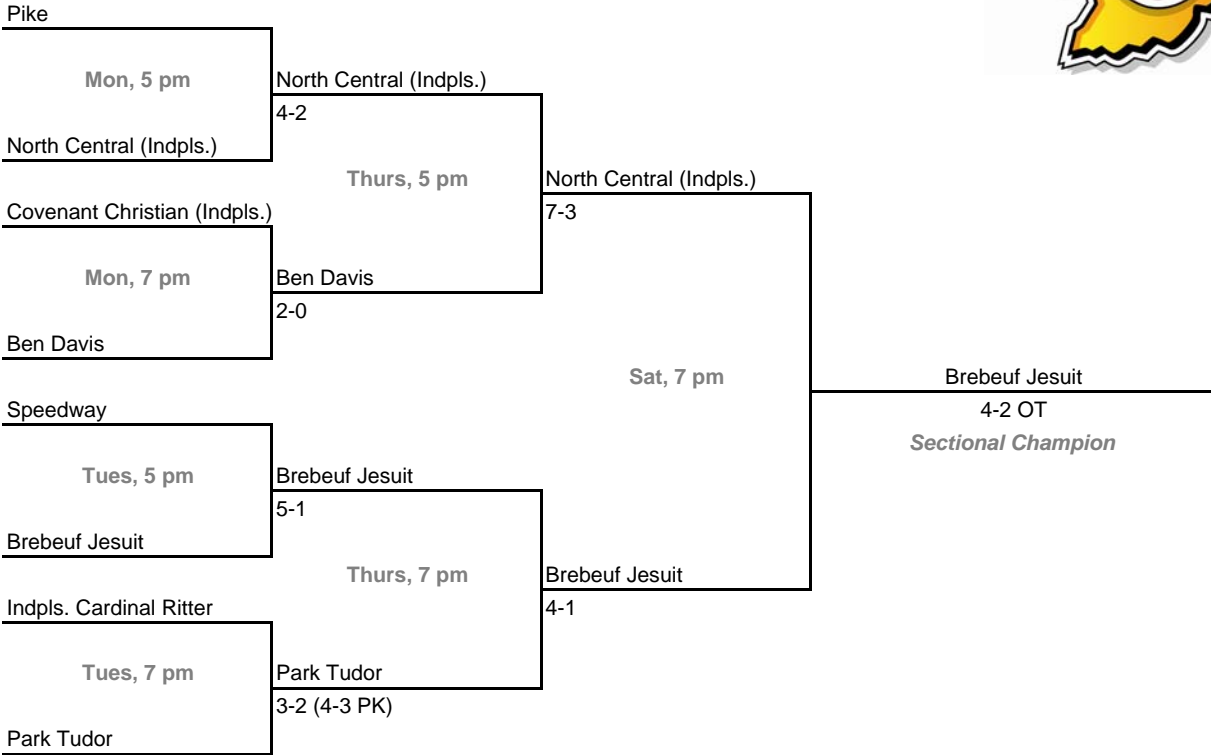 Pike
Mon, 5 pm
North Central (Indpls.)
4-2
North Central (Indpls.)
Thurs, 5 pm
North Central (Indpls.)
7-3
Covenant Christian (Indpls.)
Mon, 7 pm
Ben Davis
2-0
Ben Davis
Sat, 7 pm
Brebeuf Jesuit
4-2 OT
Sectional Champion
Speedway
Tues, 5 pm
Brebeuf Jesuit
5-1
Brebeuf Jesuit
Thurs, 7 pm
Brebeuf Jesuit
4-1
Indpls. Cardinal Ritter
Tues, 7 pm
Park Tudor
3-2 (4-3 PK)
Park Tudor